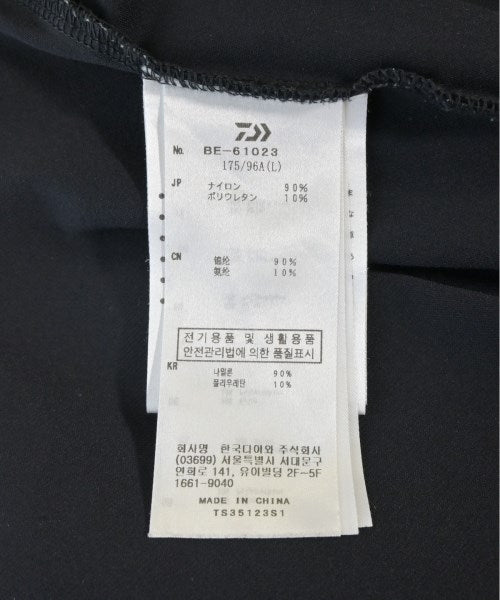 No. BE-61023
175/96A(L)
JP ナイロン 90%
ポリウレタン 10%
CN 锦纶 90%
氨纶 10%
전기용품 및 생활용품
안전관리법에 의한 품질표시
KR 나일론 90%
폴리우레탄 10%
회사명 한국다이와 주식회사
(03699) 서울특별시 서대문구
연희로 141, 유이빌딩 2F-5F
1661-9040
MADE IN CHINA
TS35123S1